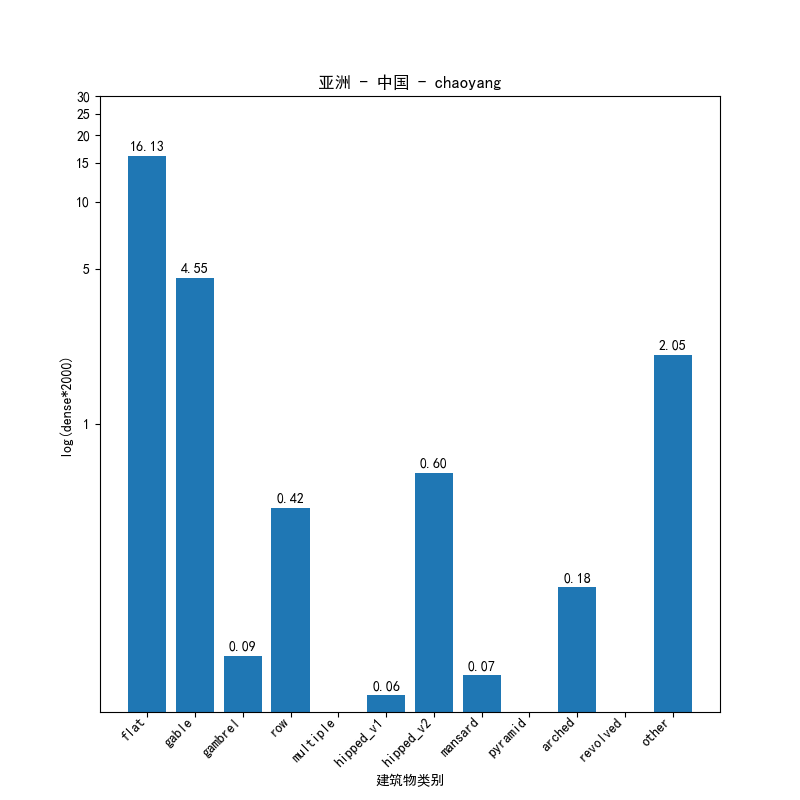 亚洲 - 中国 - chaoyang
30
25
20
15
10
5
1
log(dense*2000)
16.13
4.55
0.09
0.42
0.06
0.60
0.07
0.18
2.05
flat
gable
gambrel
row
multiple
hipped_v1
hipped_v2
mansard
pyramid
arched
revolved
other
建筑物类别